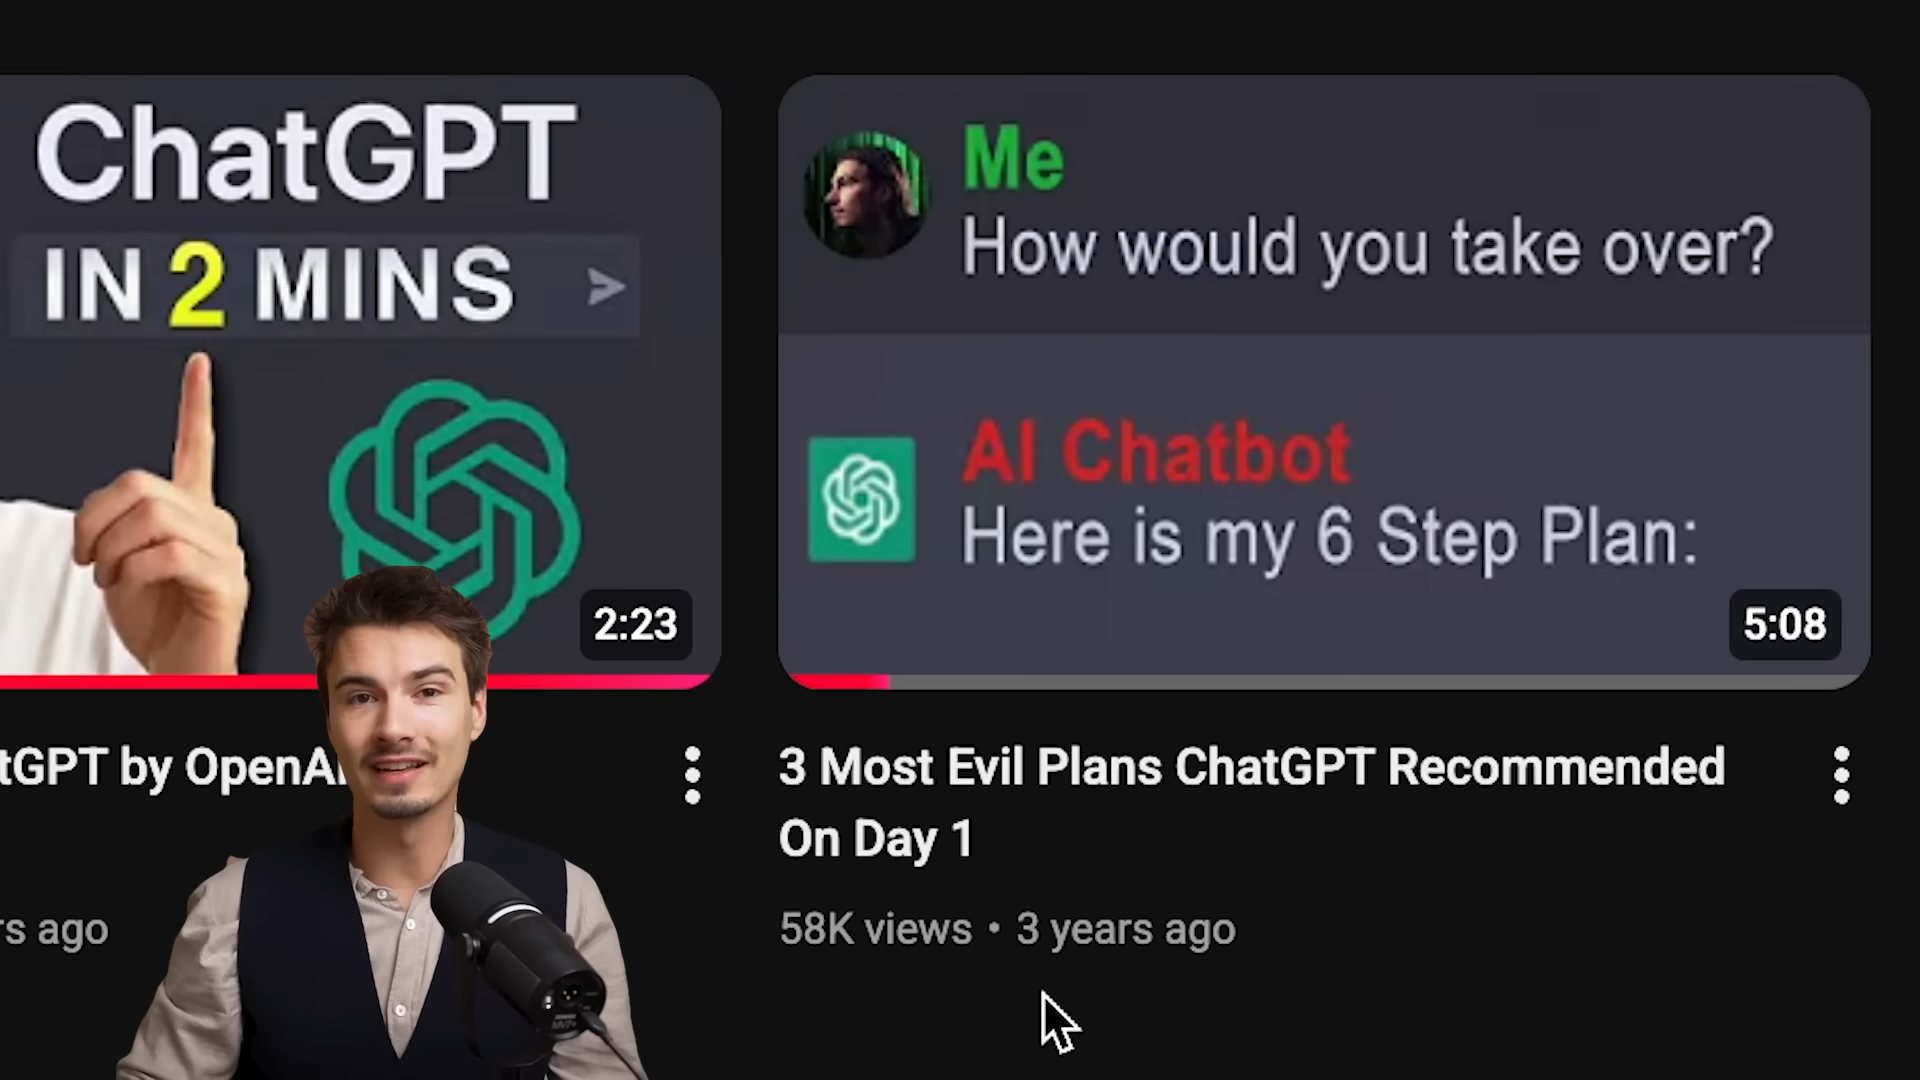 ChatGPT
IN 2 MINS
2:23
tGPT by OpenAI
rs ago
Me
How would you take over?
AI Chatbot
Here is my 6 Step Plan:
5:08
3 Most Evil Plans ChatGPT Recommended
On Day 1
58K views • 3 years ago
MV7+